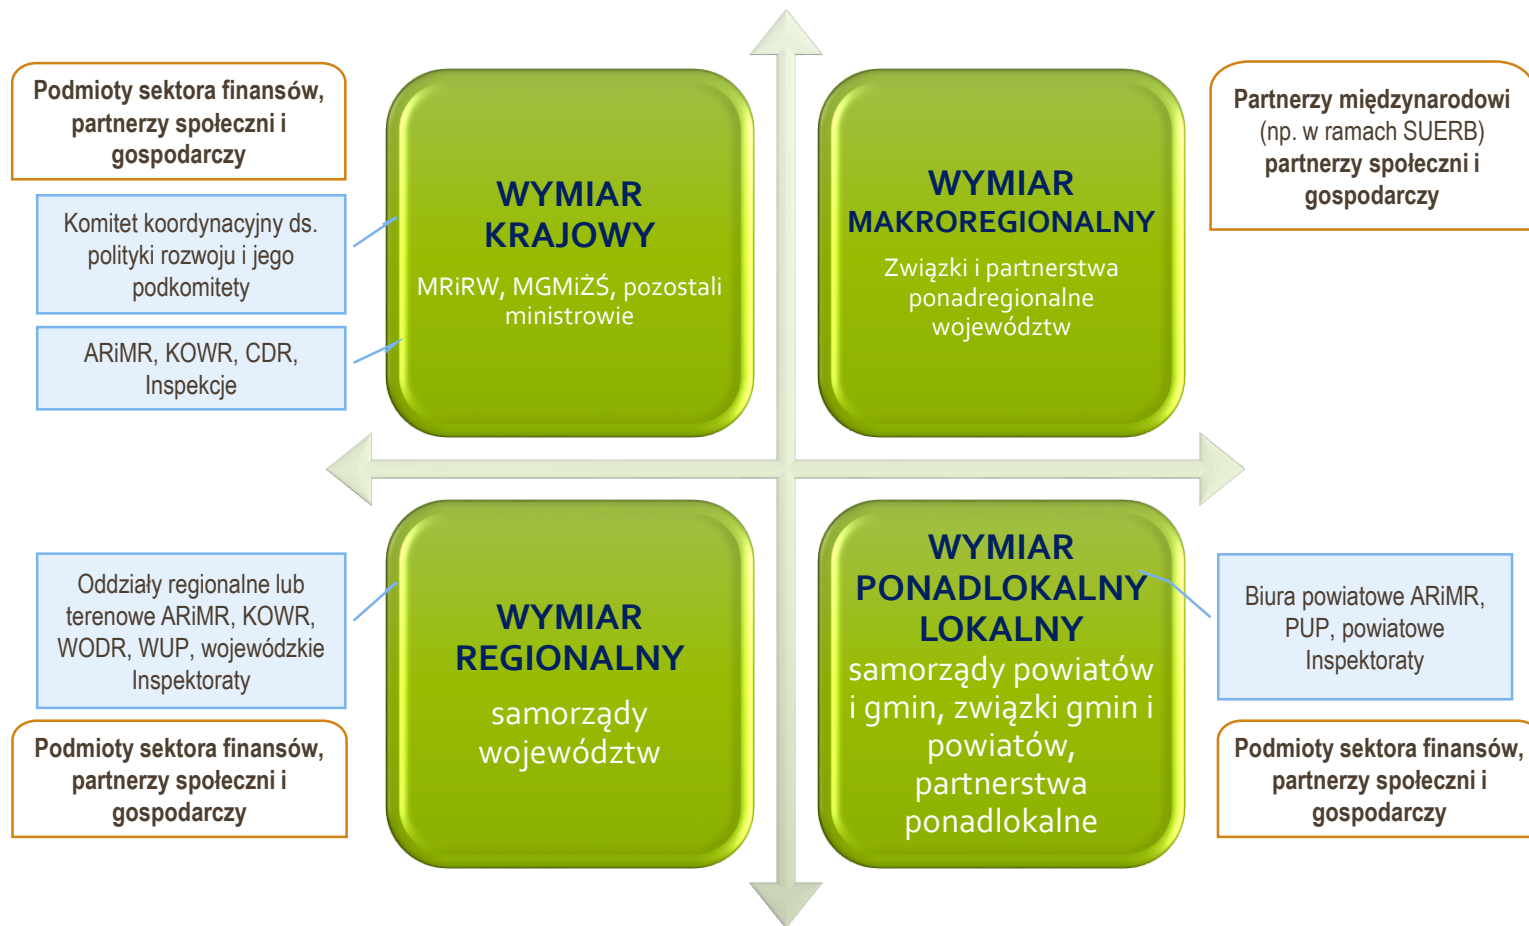 Podmioty sektora finansów,
partnerzy społeczni i
gospodarczy
Komitet koordynacyjny ds.
polityki rozwoju i jego
podkomitety
ARiMR, KOWR, CDR,
Inspekcje
WYMIAR
KRAJOWY
MRiRW, MGMiŻŚ, pozostali
ministrowie
WYMIAR
MAKROREGIONALNY
Związki i partnerstwa
ponadregionalne
województw
Partnerzy międzynarodowi
(np. w ramach SUERB)
partnerzy społeczni i
gospodarczy
Oddziały regionalne lub
terenowe ARiMR, KOWR,
WODR, WUP, wojewódzkie
Inspektoraty
Podmioty sektora finansów,
partnerzy społeczni i
gospodarczy
WYMIAR
REGIONALNY
samorządy
województw
WYMIAR
PONADLOKALNY
LOKALNY
samorządy powiatów
i gmin, związki gmin i
powiatów,
partnerstwa
ponadlokalne
Biura powiatowe ARiMR,
PUP, powiatowe
Inspektoraty
Podmioty sektora finansów,
partnerzy społeczni i
gospodarczy